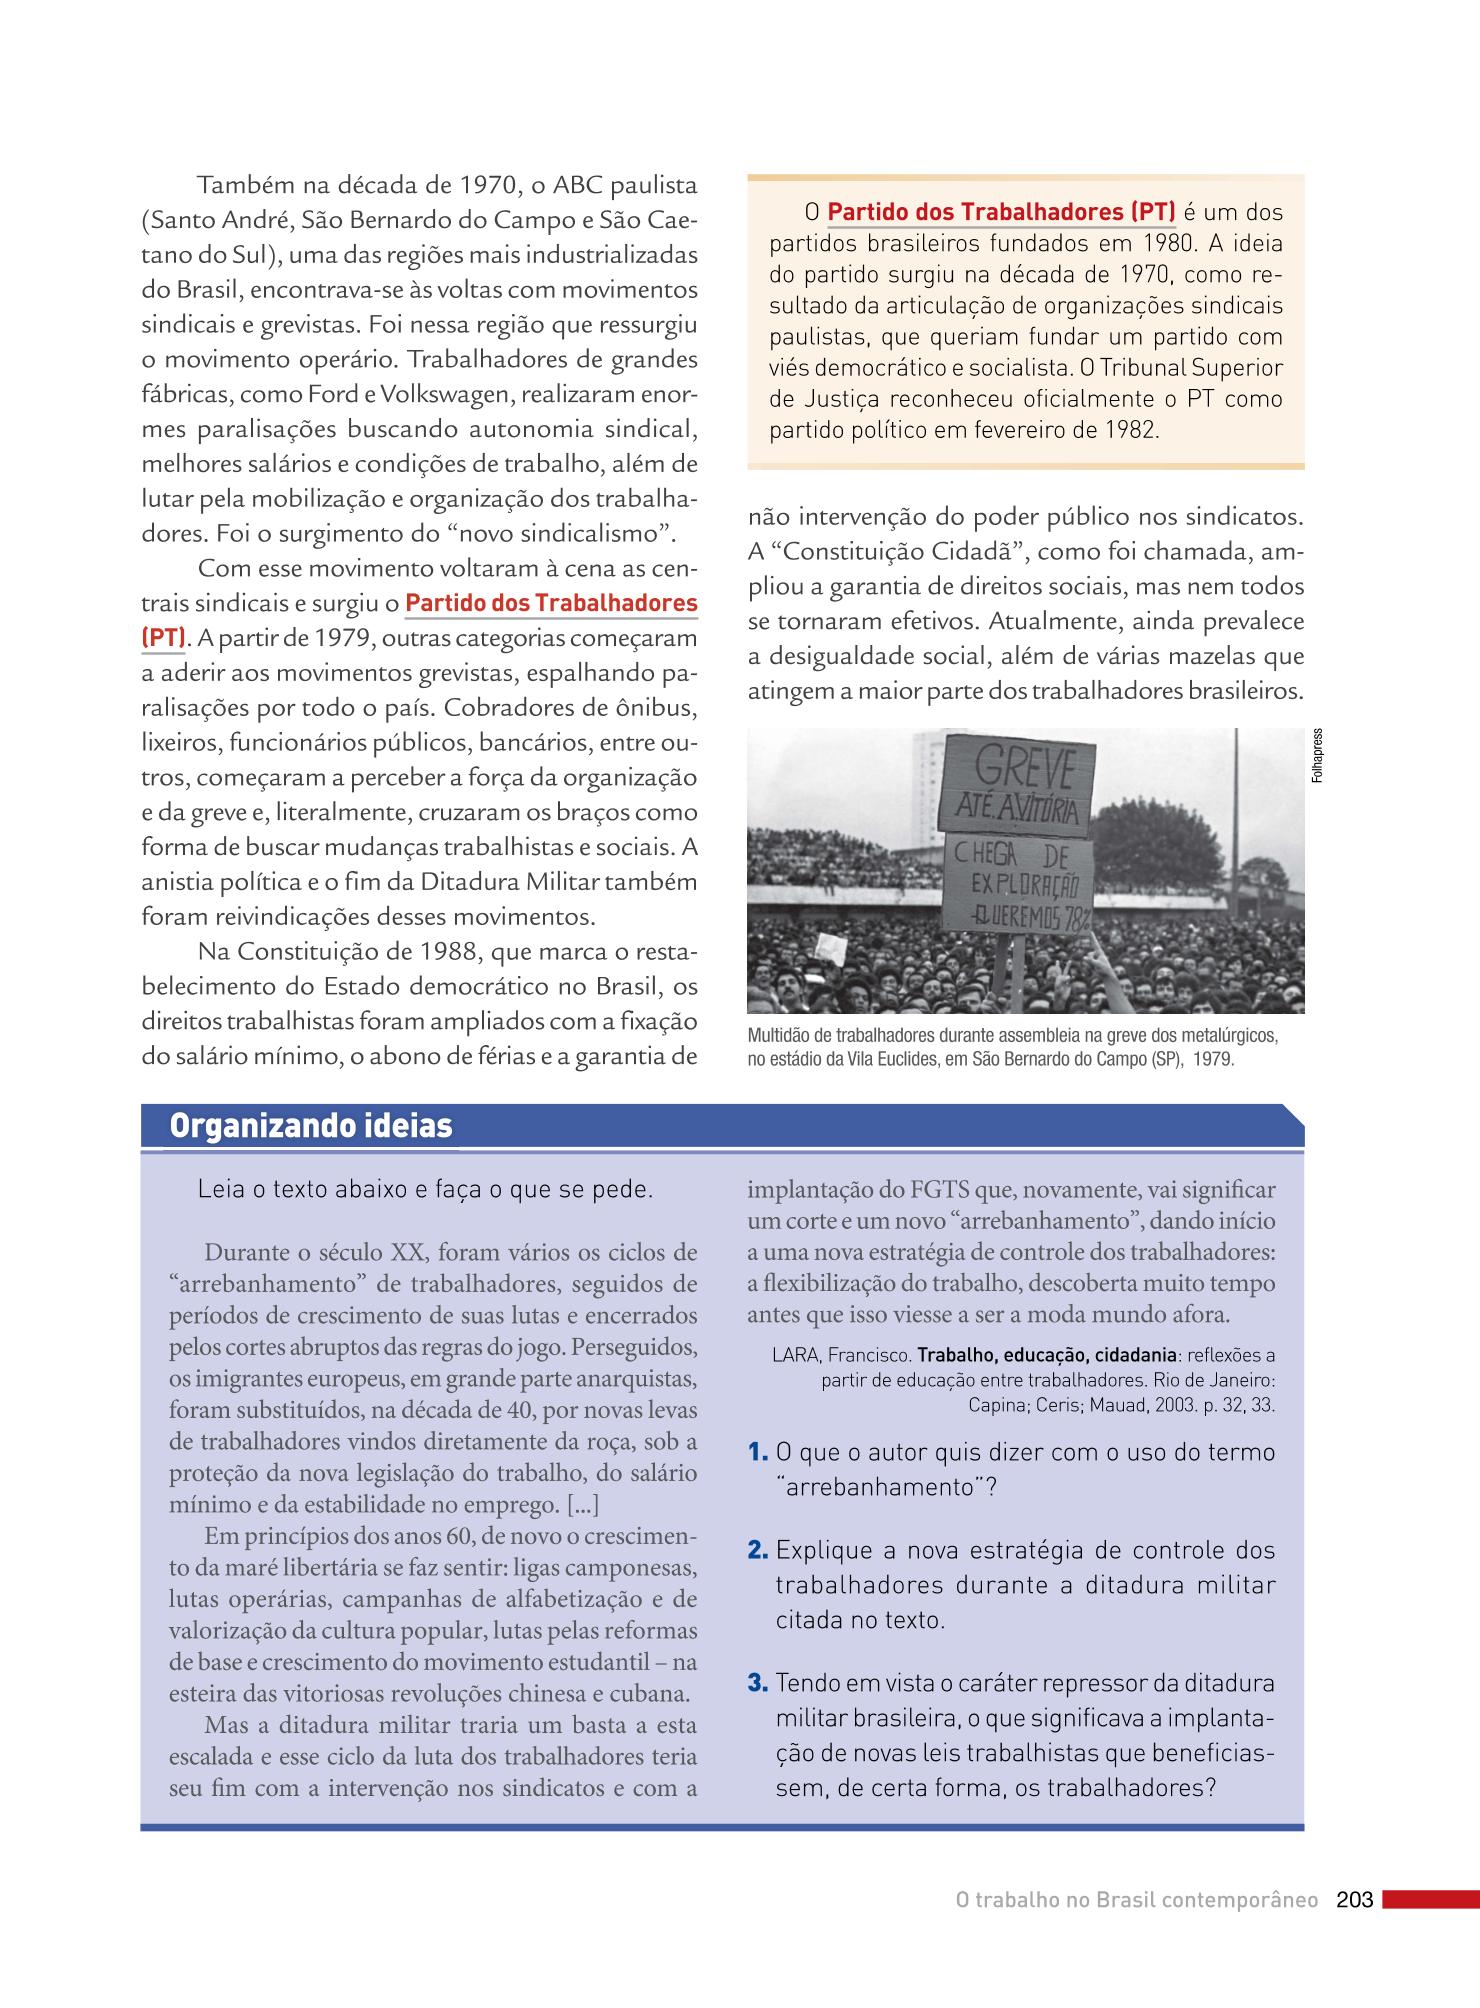 Também na década de 1970, o ABC paulista
(Santo André, São Bernardo do Campo e São Cae-
tano do Sul), uma das regiões mais industrializadas
do Brasil, encontrava-se às voltas com movimentos
sindicais e grevistas. Foi nessa região que ressurgiu
o movimento operário. Trabalhadores de grandes
fábricas, como Ford e Volkswagen, realizaram enor-
mes paralisações buscando autonomia sindical,
melhores salários e condições de trabalho, além de
lutar pela mobilização e organização dos trabalha-
dores. Foi o surgimento do “novo sindicalismo”.
Com esse movimento voltaram à cena as cen-
trais sindicais e surgiu o Partido dos Trabalhadores
(PT). A partir de 1979, outras categorias começaram
a aderir aos movimentos grevistas, espalhando pa-
ralisações por todo o país. Cobradores de ônibus,
lixeiros, funcionários públicos, bancários, entre ou-
tros, começaram a perceber a força da organização
e da greve e, literalmente, cruzaram os braços como
forma de buscar mudanças trabalhistas e sociais. A
anistia política e o fim da Ditadura Militar também
foram reivindicações desses movimentos.
Na Constituição de 1988, que marca o resta-
belecimento do Estado democrático no Brasil, os
direitos trabalhistas foram ampliados com a fixação
do salário mínimo, o abono de férias e a garantia de
O Partido dos Trabalhadores (PT) é um dos
partidos brasileiros fundados em 1980. A ideia
do partido surgiu na década de 1970, como re-
sultado da articulação de organizações sindicais
paulistas, que queriam fundar um partido com
viés democrático e socialista. O Tribunal Superior
de Justiça reconheceu oficialmente o PT como
partido político em fevereiro de 1982.
não intervenção do poder público nos sindicatos.
A “Constituição Cidadã”, como foi chamada, am-
pliou a garantia de direitos sociais, mas nem todos
se tornaram efetivos. Atualmente, ainda prevalece
a desigualdade social, além de várias mazelas que
atingem a maior parte dos trabalhadores brasileiros.
GREVE
ATÉ.A.VITÓRIA
CHEGA DE
EXPLORAÇÃO
QUEREMOS 78%
Folhapress
Multidão de trabalhadores durante assembleia na greve dos metalúrgicos,
no estádio da Vila Euclides, em São Bernardo do Campo (SP), 1979.
Organizando ideias
Leia o texto abaixo e faça o que se pede.
Durante o século XX, foram vários os ciclos de
“arrebanhamento” de trabalhadores, seguidos de
períodos de crescimento de suas lutas e encerrados
pelos cortes abruptos das regras do jogo. Perseguidos,
os imigrantes europeus, em grande parte anarquistas,
foram substituídos, na década de 40, por novas levas
de trabalhadores vindos diretamente da roça, sob a
proteção da nova legislação do trabalho, do salário
mínimo e da estabilidade no emprego. [...]
Em princípios dos anos 60, de novo o crescimen-
to da maré libertária se faz sentir: ligas camponesas,
lutas operárias, campanhas de alfabetização e de
valorização da cultura popular, lutas pelas reformas
de base e crescimento do movimento estudantil – na
esteira das vitoriosas revoluções chinesa e cubana.
Mas a ditadura militar traria um basta a esta
escalada e esse ciclo da luta dos trabalhadores teria
seu fim com a intervenção nos sindicatos e com a
implantação do FGTS que, novamente, vai significar
um corte e um novo “arrebanhamento”, dando início
a uma nova estratégia de controle dos trabalhadores:
a flexibilização do trabalho, descoberta muito tempo
antes que isso viesse a ser a moda mundo afora.
LARA, Francisco. Trabalho, educação, cidadania: reflexões a
partir de educação entre trabalhadores. Rio de Janeiro:
Capina; Ceris; Mauad, 2003. p. 32, 33.
1. O que o autor quis dizer com o uso do termo
“arrebanhamento”?
2. Explique a nova estratégia de controle dos
trabalhadores durante a ditadura militar
citada no texto.
3. Tendo em vista o caráter repressor da ditadura
militar brasileira, o que significava a implanta-
ção de novas leis trabalhistas que beneficias-
sem, de certa forma, os trabalhadores?
O trabalho no Brasil contemporâneo 203